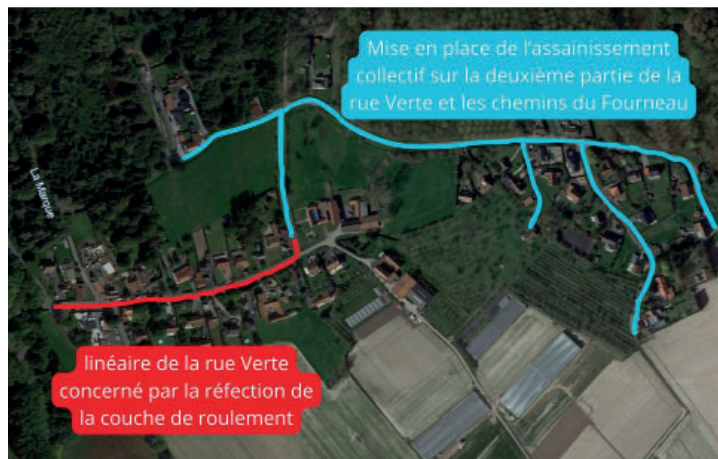 Mise en place de l'assainissement
collectif sur la deuxième partie de la
rue Verte et les chemins du Fourneau
La Marque
linéaire de la rue Verte
concerné par la réfection de
la couche de roulement